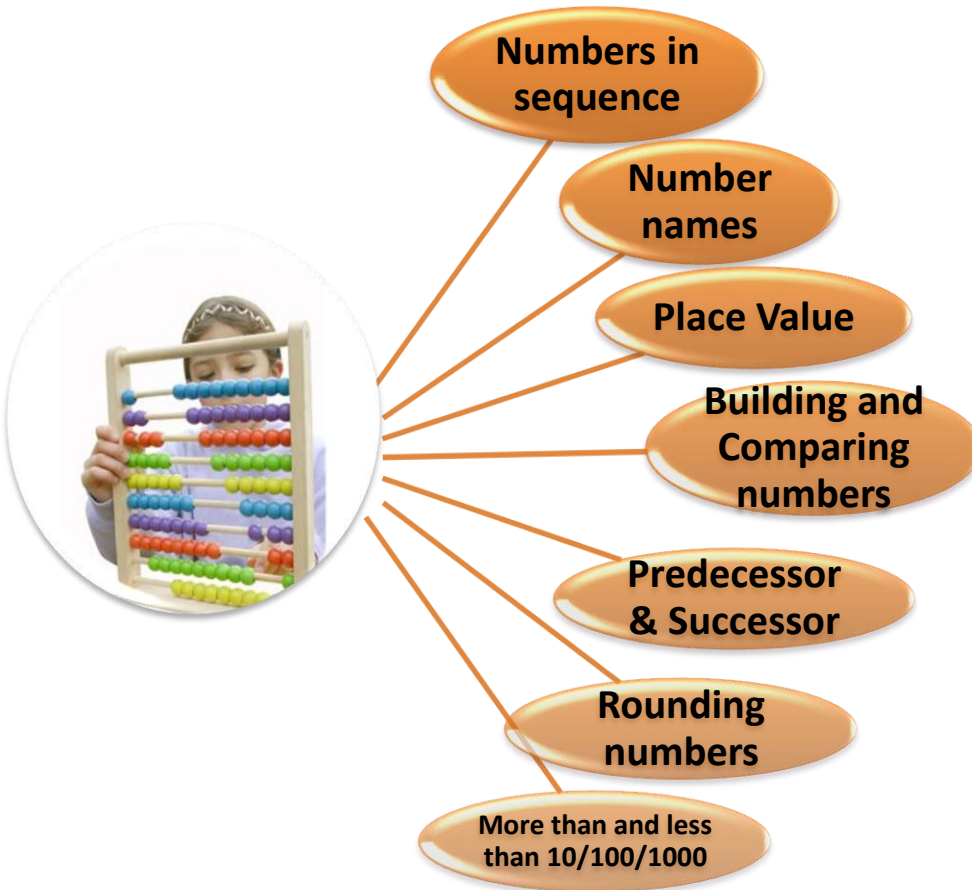 Numbers in
sequence
Number
names
Place Value
Building and
Comparing
numbers
Predecessor
& Successor
Rounding
numbers
More than and less
than 10/100/1000